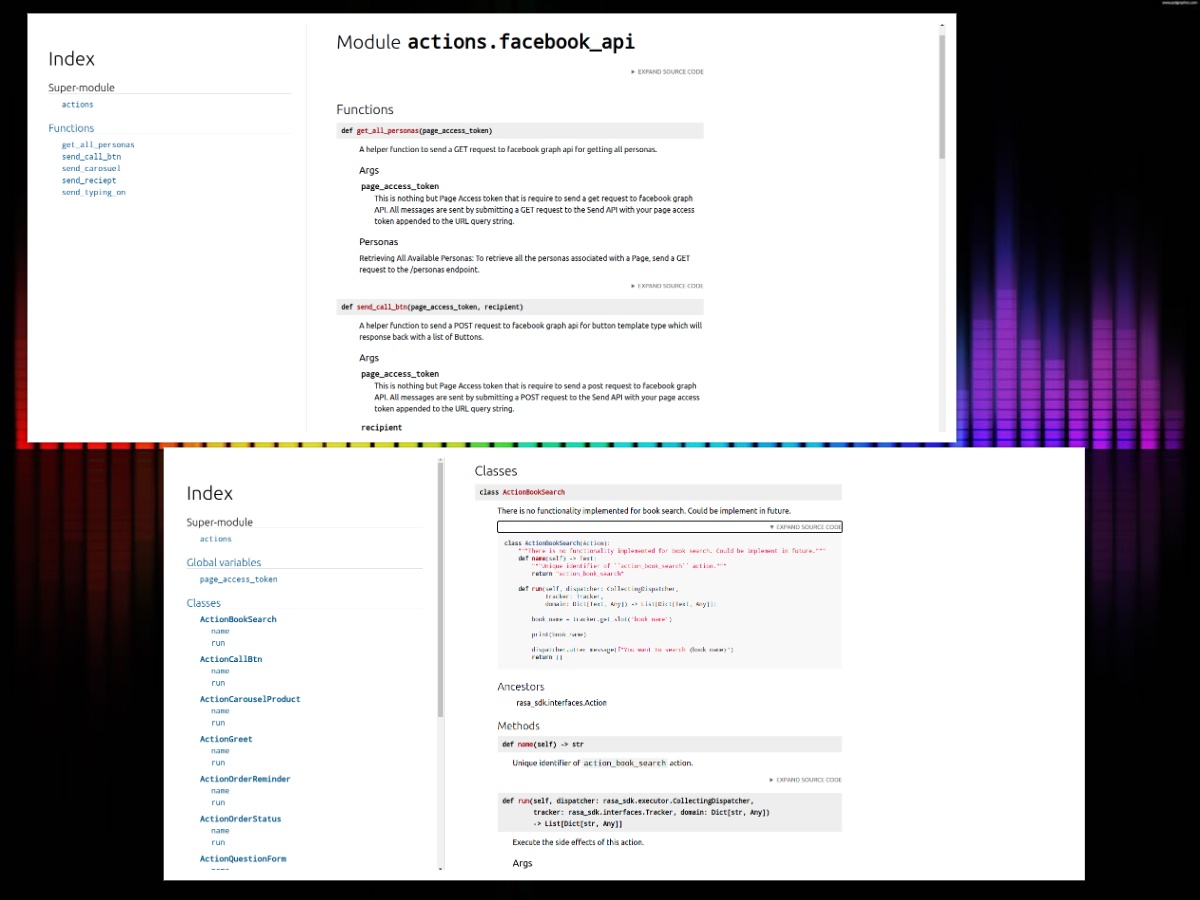 Index
Super-module
actions
Functions
get_all_personas
send_call_btn
send_carosuel
send_reciept
send_typing_on
Module actions.facebook_api
EXPAND SOURCE CODE
Functions
def get_all_personas(page_access_token)
A helper function to send a GET request to facebook graph api for getting all personas.
Args
page_access_token
This is nothing but Page Access token that is require to send a get request to facebook graph
API. All messages are sent by submitting a GET request to the Send API with your page access
token appended to the URL query string.
Personas
Retrieving All Available Personas: To retrieve all the personas associated with a Page, send a GET
request to the /personas endpoint.
EXPAND SOURCE CODE
def send_call_btn(page_access_token, recipient)
A helper function to send a POST request to facebook graph api for button template type which will
response back with a list of Buttons.
Args
page_access_token
This is nothing but Page Access token that is require to send a post request to facebook graph
API. All messages are sent by submitting a POST request to the Send API with your page access
token appended to the URL query string.
recipient
Index
Super-module
actions
Global variables
page_access_token
Classes
ActionBookSearch
name
run
ActionCallBtn
name
run
ActionCarouselProduct
name
run
ActionGreet
name
run
ActionOrderReminder
name
run
ActionOrderStatus
name
run
ActionQuestionForm
Classes
class ActionBookSearch
There is no functionality implemented for book search. Could be implement in future.
EXPAND SOURCE CODE
class ActionBookSearch(Action):
"""There is no functionality implemented for book search. Could be implement in future."""
def name(self) -> Text:
"""Unique identifier of ``action_book_search`` action."""
return "action_book_search"
def run(self, dispatcher: CollectingDispatcher,
tracker: Tracker,
domain: Dict[Text, Any]) -> List[Dict[Text, Any]]:
book_name = tracker.get_slot('book_name')
print(book_name)
dispatcher.utter_message(f"You want to search {book_name}")
return []
Ancestors
rasa_sdk.interfaces.Action
Methods
def name(self) -> str
Unique identifier of action_book_search action.
EXPAND SOURCE CODE
def run(self, dispatcher: rasa_sdk.executor.CollectingDispatcher,
tracker: rasa_sdk.interfaces.Tracker, domain: Dict[str, Any])
-> List[Dict[str, Any]]
Execute the side effects of this action.
Args